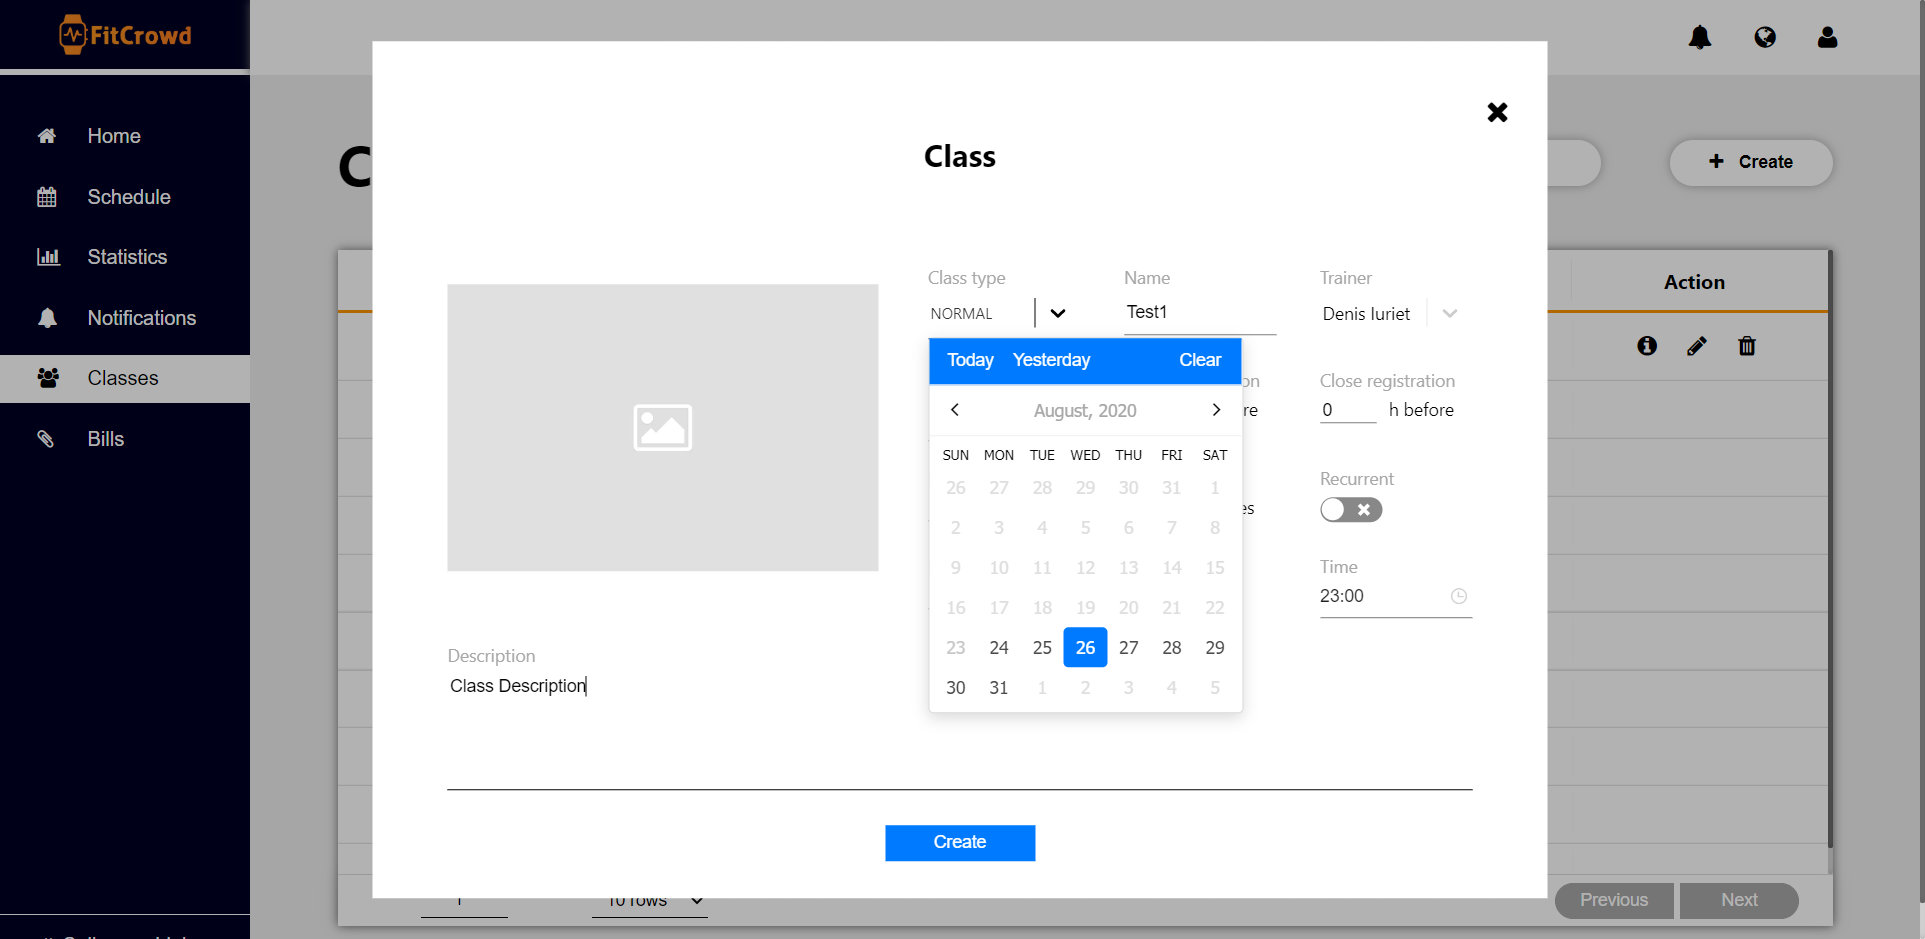 FitCrowd
Home
Schedule
Statistics
Notifications
Classes
Bills
C
Create
Action
Class
Class type
NORMAL
Name
Test1
Trainer
Denis Iuriet
Today Yesterday Clear
August, 2020
SUN MON TUE WED THU FRI SAT
26 27 28 29 30 31 1
2 3 4 5 6 7 8
9 10 11 12 13 14 15
16 17 18 19 20 21 22
23 24 25 26 27 28 29
30 31 1 2 3 4 5
on
re
es
Close registration
0 h before
Recurrent
Time
23:00
Description
Class Description
Create
1
10 rows
Previous
Next